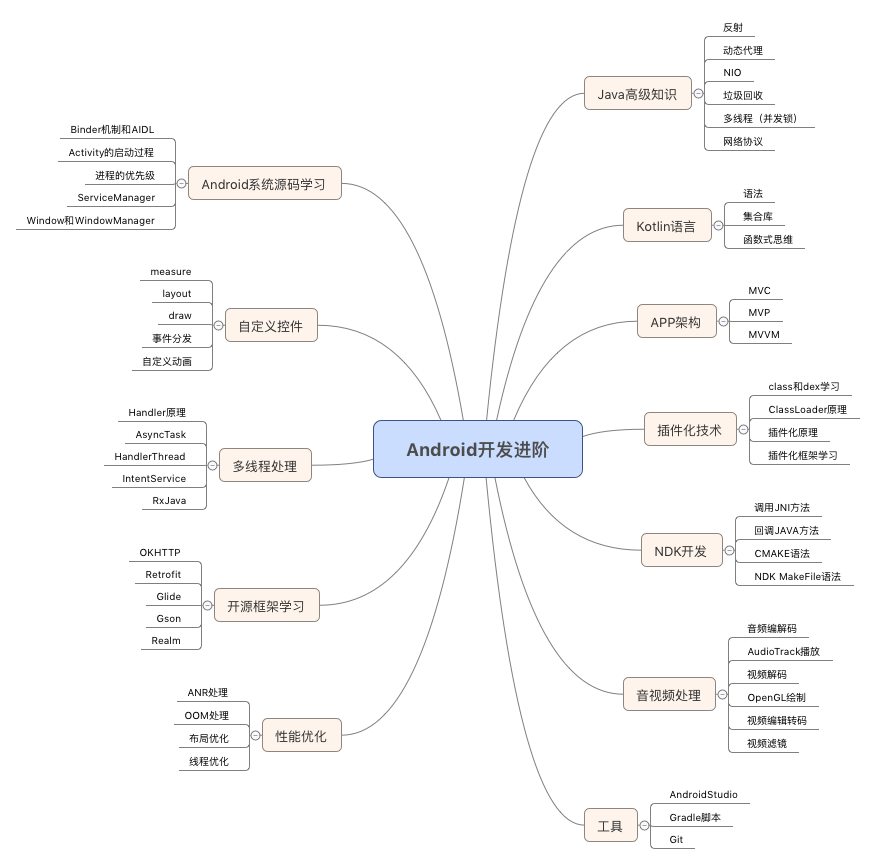 Android开发进阶
Java高级知识
反射
动态代理
NIO
垃圾回收
多线程（并发锁）
网络协议
Kotlin语言
语法
集合库
函数式思维
APP架构
MVC
MVP
MVVM
插件化技术
class和dex学习
ClassLoader原理
插件化原理
插件化框架学习
NDK开发
调用JNI方法
回调JAVA方法
CMAKE语法
NDK MakeFile语法
音视频处理
音频编解码
AudioTrack播放
视频解码
OpenGL绘制
视频编辑转码
视频滤镜
工具
AndroidStudio
Gradle脚本
Git
Android系统源码学习
Binder机制和AIDL
Activity的启动过程
进程的优先级
ServiceManager
Window和WindowManager
自定义控件
measure
layout
draw
事件分发
自定义动画
多线程处理
Handler原理
AsyncTask
HandlerThread
IntentService
RxJava
开源框架学习
OKHTTP
Retrofit
Glide
Gson
Realm
性能优化
ANR处理
OOM处理
布局优化
线程优化